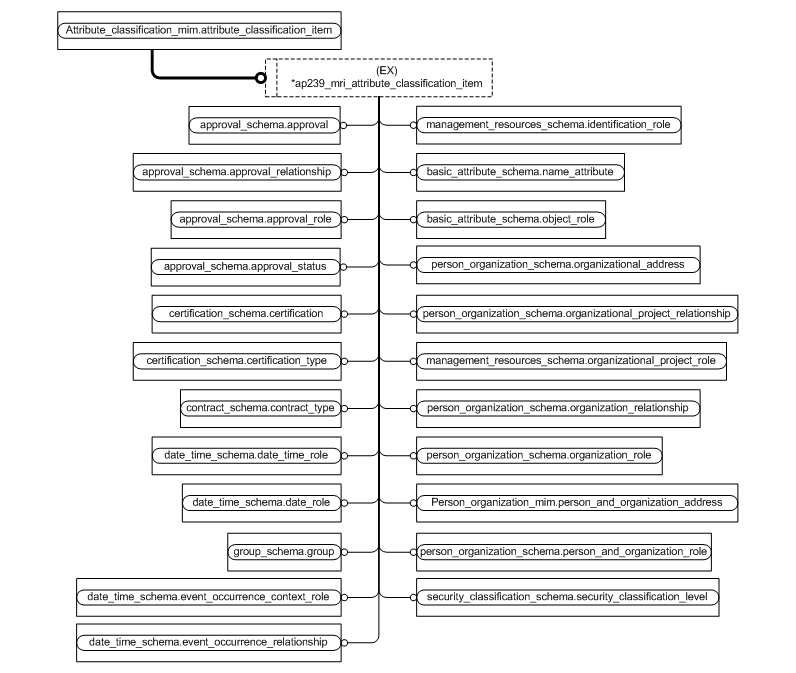 Attribute_classification_mim.attribute_classification_item
(EX)
*ap239_mri_attribute_classification_item
approval_schema.approval
management_resources_schema.identification_role
approval_schema.approval_relationship
basic_attribute_schema.name_attribute
approval_schema.approval_role
basic_attribute_schema.object_role
approval_schema.approval_status
person_organization_schema.organizational_address
certification_schema.certification
person_organization_schema.organizational_project_relationship
certification_schema.certification_type
management_resources_schema.organizational_project_role
contract_schema.contract_type
person_organization_schema.organization_relationship
date_time_schema.date_time_role
person_organization_schema.organization_role
date_time_schema.date_role
Person_organization_mim.person_and_organization_address
group_schema.group
person_organization_schema.person_and_organization_role
date_time_schema.event_occurrence_context_role
security_classification_schema.security_classification_level
date_time_schema.event_occurrence_relationship